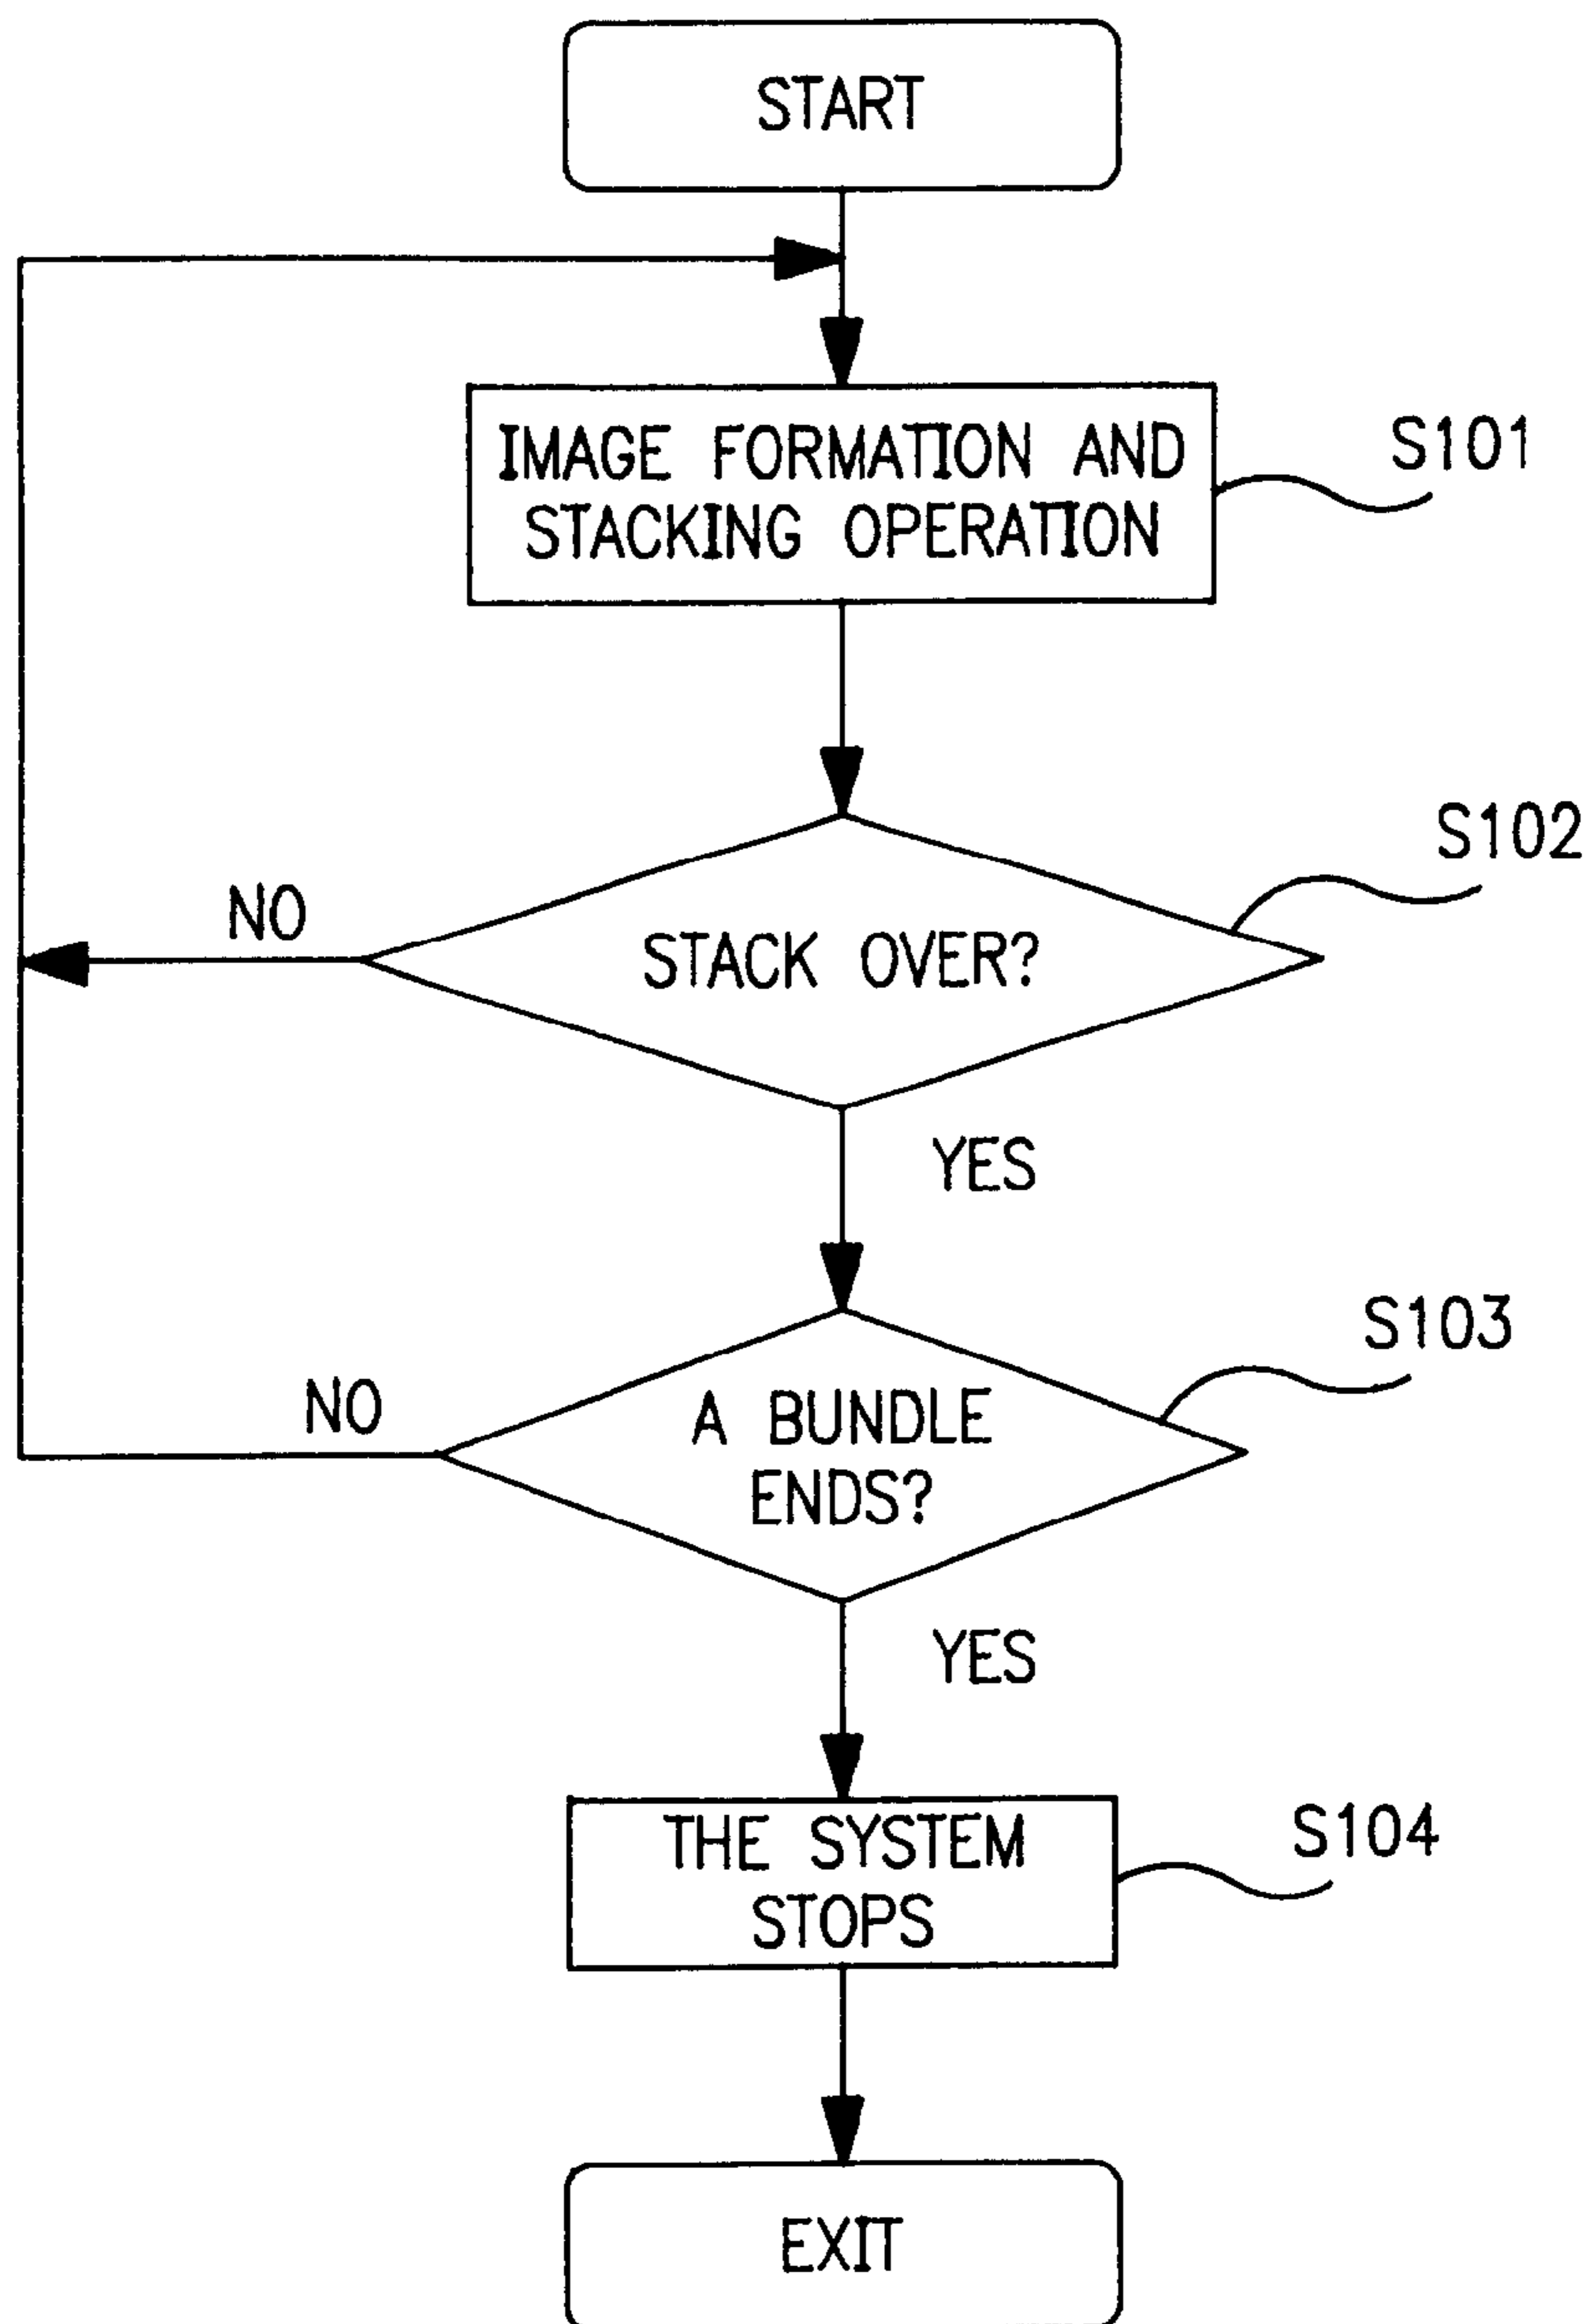 START
IMAGE FORMATION AND
STACKING OPERATION
S101
STACK OVER?
S102
NO
YES
A BUNDLE
ENDS?
S103
NO
YES
THE SYSTEM
STOPS
S104
EXIT